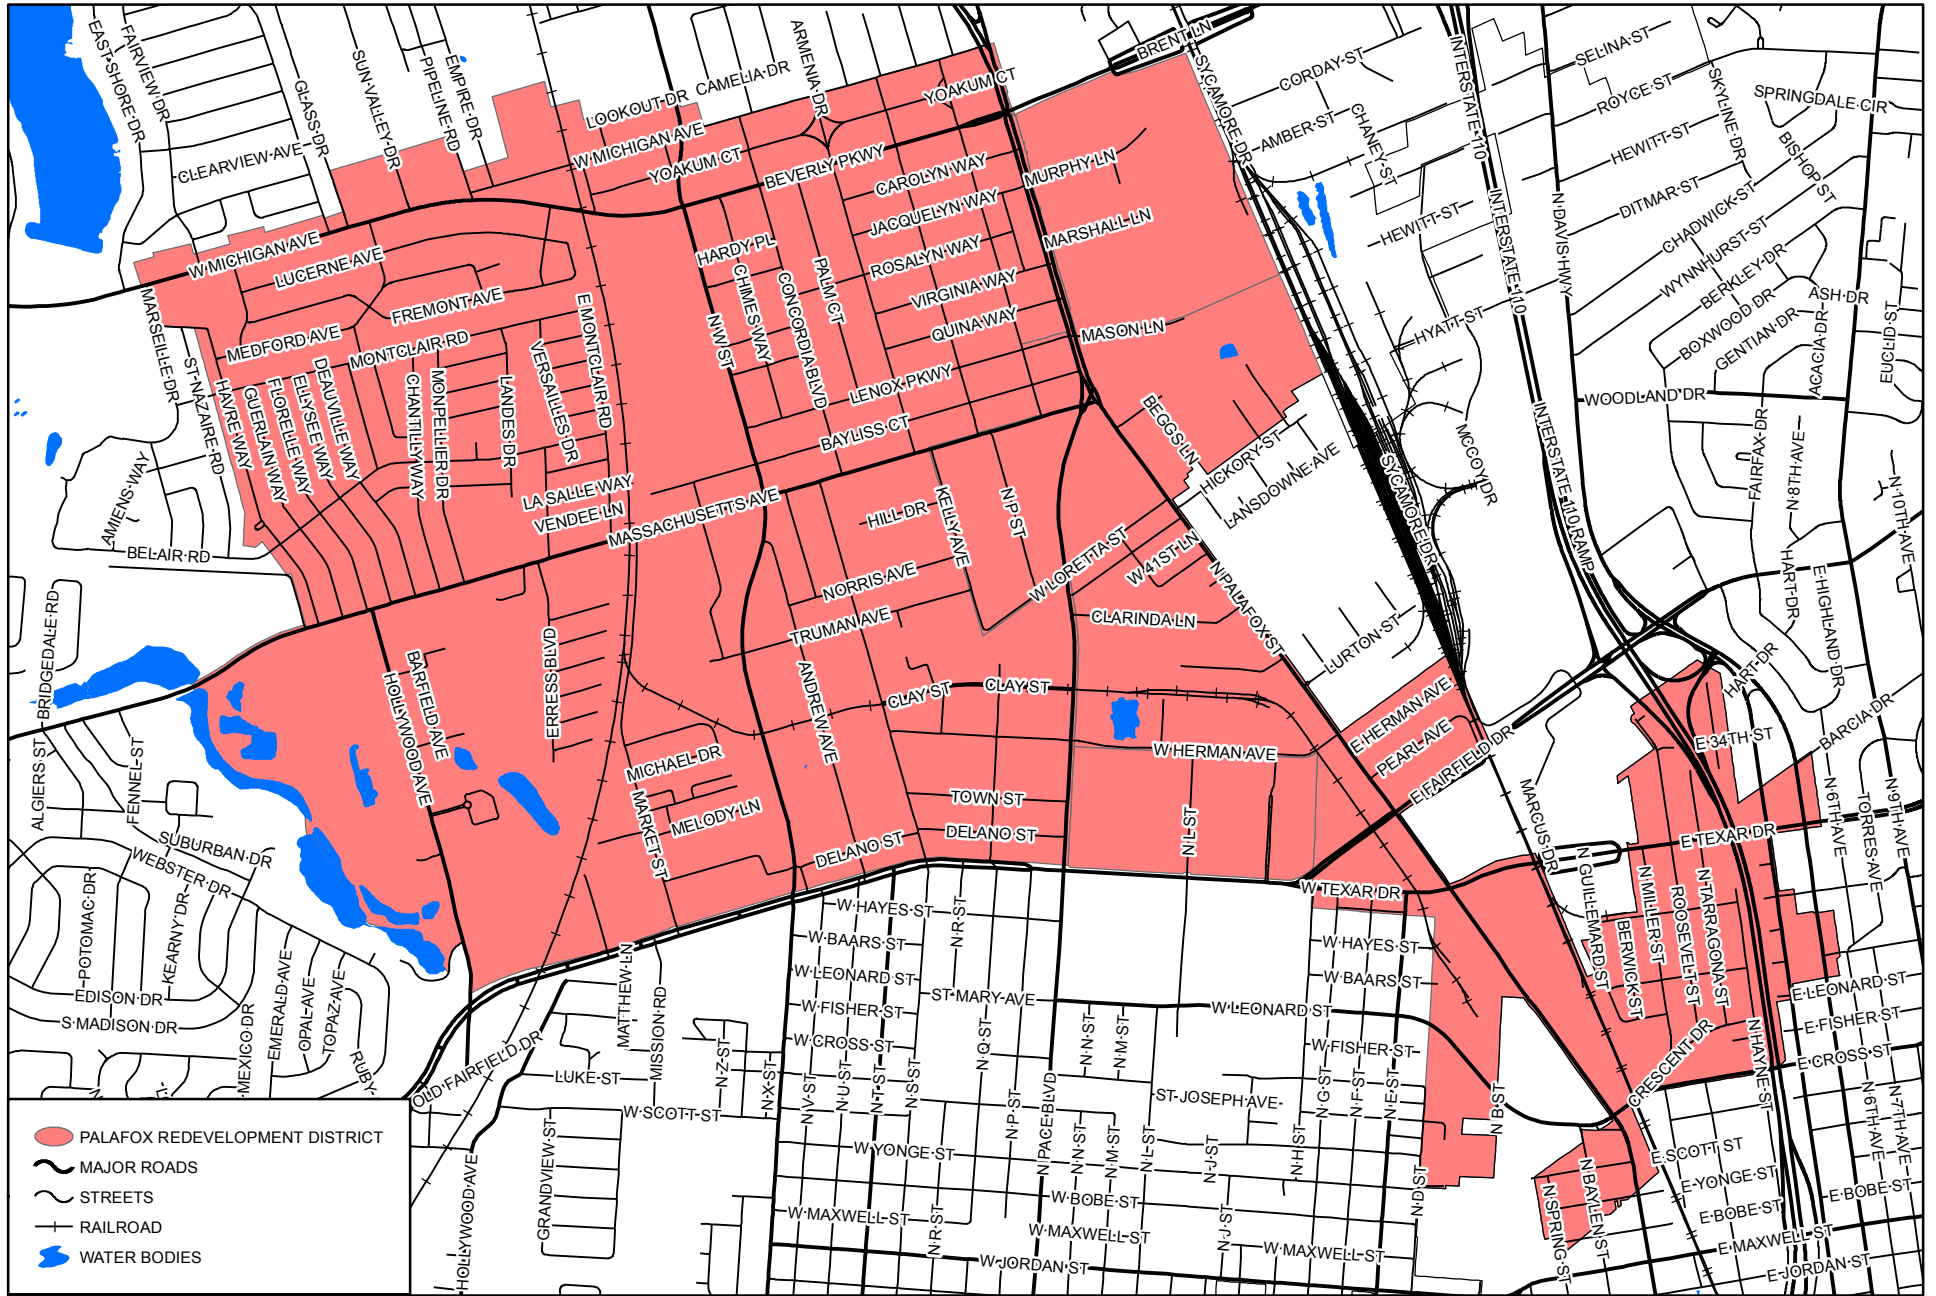 EAST SHORE DR
FAIRVIEW DR
GLASS DR
SUN VALLEY DR
PIPELINE RD
EMPIRE DR
LOOKOUT DR
CAMELIA DR
ARMENIA DR
YOAKUM CT
BRENT LN
SYCAMORE DR
CORDAY ST
INTERSTATE 110
SELINA ST
ROYCE ST
SKYLINE DR
SPRINGDALE CIR
CLEARVIEW AVE
W MICHIGAN AVE
YOAKUM CT
BEVERLY PKWY
CAROLYN WAY
MURPHY LN
AMBER ST
CHANEY ST
HEWITT ST
BISHOP ST
DITMAR ST
CHADWICK ST
HEWITT ST
INTERSTATE 110
N DAVIS HWY
WYNNHURST ST
BERKLEY DR
BOXWOOD DR
GENTIAN DR
ASH DR
ACACIA DR
EUCLID ST
W MICHIGAN AVE
LUCERNE AVE
HARDY PL
JACQUELYN WAY
MARSHALL LN
ROSALYN WAY
VIRGINIA WAY
QUINA WAY
PALM CT
CHIMES WAY
CONCORDIA BLVD
N W ST
MASON LN
HYATT ST
MARSEILLE DR
ST NAZAIRE RD
MEDFORD AVE
FREMONT AVE
MONTCLAIR RD
E MONTCLAIR RD
VERSAILLES DR
LANDES DR
MONPELLIER DR
CHANTILLY WAY
DEAUVILLE WAY
ELLYSEE WAY
FLORELLE WAY
GUERLAIN WAY
HAVRE WAY
LENOX PKWY
BAYLISS CT
BEGGS LN
HICKORY ST
LANSDOWNE AVE
MCCOY DR
SYCAMORE DR
INTERSTATE 110 RAMP
WOODLAND DR
FAIRFAX DR
N 8TH AVE
N 10TH AVE
AMIENS WAY
BELAIR RD
LA SALLE WAY
VENDEE LN
MASSACHUSETTS AVE
HILL DR
KELLY AVE
N P ST
W LORETTA ST
W 41ST LN
N PALAFOX ST
NORRIS AVE
TRUMAN AVE
CLARINDA LN
LURTON ST
HART DR
E HIGHLAND DR
HART DR
BARCIA DR
BRIDGEDALE RD
BARFIELD AVE
HOLLYWOOD AVE
ERRESS BLVD
ANDREW AVE
CLAY ST
CLAY ST
W HERMAN AVE
E HERMAN AVE
PEARL AVE
E FAIRFIELD DR
E 34TH ST
ALGIERS ST
FENNEL ST
MICHAEL DR
MARKET ST
MELODY LN
TOWN ST
DELANO ST
DELANO ST
N L ST
MARCUS DR
E TEXAR DR
N 6TH AVE
TORRES AVE
N 9TH AVE
SUBURBAN DR
WEBSTER DR
POTOMAC DR
KEARNY DR
W TEXAR DR
N GUILLEMARD ST
N MILLER ST
ROOSEVELT ST
N TARRAGONA ST
BERWICK ST
W HAYES ST
W BAARS ST
W LEONARD ST
W FISHER ST
W CROSS ST
N R ST
ST MARY AVE
W HAYES ST
W BAARS ST
W LEONARD ST
W FISHER ST
E LEONARD ST
E FISHER ST
E CROSS ST
N HAYNE ST
CRESCENT DR
EDISON DR
S MADISON DR
MEXICO DR
EMERALD AVE
OPAL AVE
TOPAZ AVE
RUBY
OLD FAIRFIELD DR
MATTHEW LN
MISSION RD
LUKE ST
W SCOTT ST
N Z ST
N X ST
N V ST
N U ST
N T ST
N S ST
N Q ST
N P ST
N PACE BLVD
N N ST
N M ST
ST JOSEPH AVE
N G ST
N F ST
N E ST
N B ST
N N ST
N M ST
N L ST
N J ST
N H ST
N D ST
W YONGE ST
W BOBE ST
W MAXWELL ST
N R ST
W MAXWELL ST
N J ST
W MAXWELL ST
W JORDAN ST
HOLLYWOOD AVE
GRANDVIEW ST
N SPRING ST
N BAYLEN ST
E SCOTT ST
E YONGE ST
E BOBE ST
E BOBE ST
E MAXWELL ST
E JORDAN ST
N 6TH AVE
N 7TH AVE
PALAFOX REDEVELOPMENT DISTRICT
MAJOR ROADS
STREETS
RAILROAD
WATER BODIES